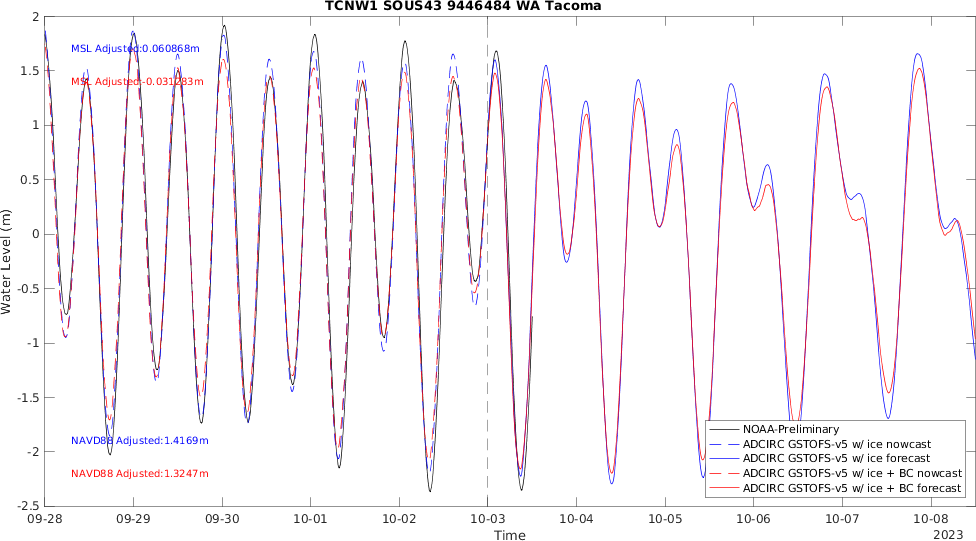 TCNW1 SOUS43 9446484 WA Tacoma
2
1.5
1
0.5
0
-0.5
-1
-1.5
-2
-2.5
Water Level (m)
MSL Adjusted:0.060868m
MSL Adjusted:-0.031283m
NAVD88 Adjusted:1.4169m
NAVD88 Adjusted:1.3247m
NOAA-Preliminary
ADCIRC GSTOFS-v5 w/ ice nowcast
ADCIRC GSTOFS-v5 w/ ice forecast
ADCIRC GSTOFS-v5 w/ ice + BC nowcast
ADCIRC GSTOFS-v5 w/ ice + BC forecast
09-28 09-29 09-30 10-01 10-02 10-03 10-04 10-05 10-06 10-07 10-08
Time
2023